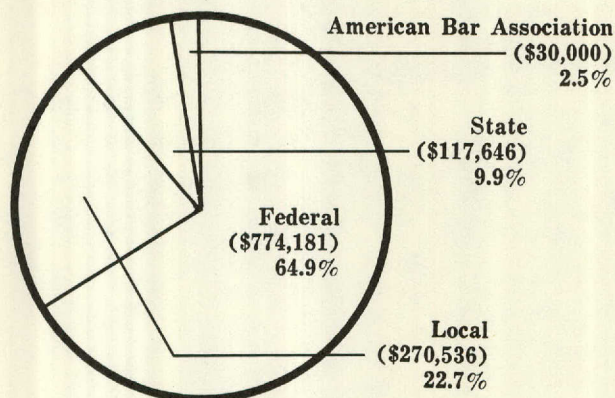 American Bar Association
($30,000)
2.5%
State
($117,646)
9.9%
Federal
($774,181)
64.9%
Local
($270,536)
22.7%